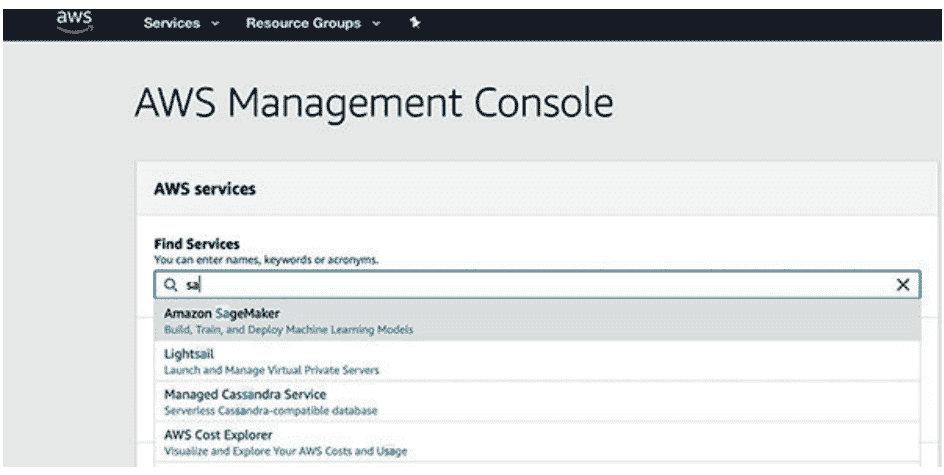 aws Services Resource Groups
AWS Management Console
AWS services
Find Services
You can enter names, keywords or acronyms.
sa
Amazon SageMaker
Build, Train, and Deploy Machine Learning Models
Lightsail
Launch and Manage Virtual Private Servers
Managed Cassandra Service
Serverless Cassandra-compatible database
AWS Cost Explorer
Visualize and Explore Your AWS Costs and Usage